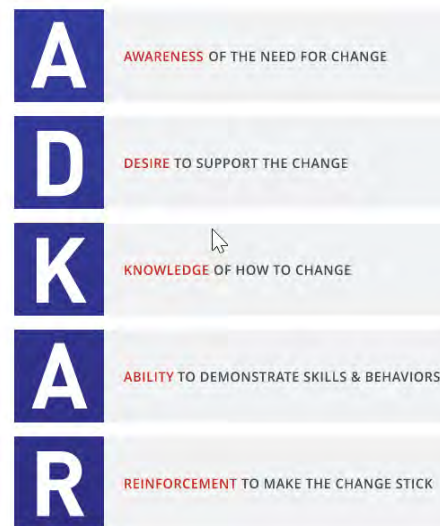 A
AWARENESS OF THE NEED FOR CHANGE
D
DESIRE TO SUPPORT THE CHANGE
K
KNOWLEDGE OF HOW TO CHANGE
A
ABILITY TO DEMONSTRATE SKILLS & BEHAVIORS
R
REINFORCEMENT TO MAKE THE CHANGE STICK